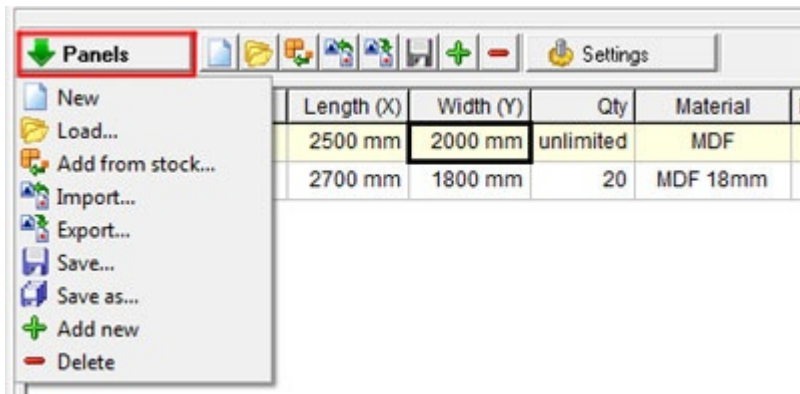 Panels
Settings
New
Load...
Add from stock...
Import...
Export...
Save...
Save as...
Add new
Delete
Length (X) Width (Y) Qty Material
2500 mm 2000 mm unlimited MDF
2700 mm 1800 mm 20 MDF 18mm